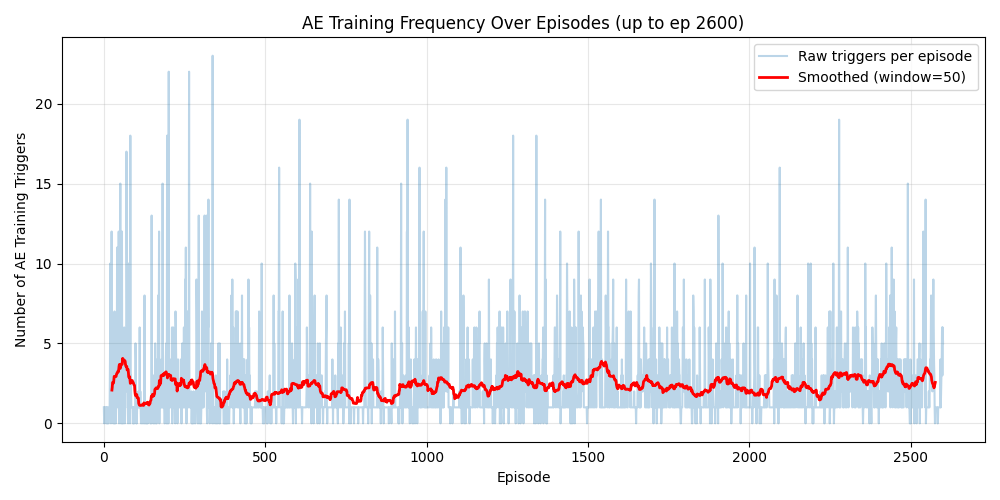 AE Training Frequency Over Episodes (up to ep 2600)
Raw triggers per episode
Smoothed (window=50)
Number of AE Training Triggers
20
15
10
5
0
0 500 1000 1500 2000 2500
Episode